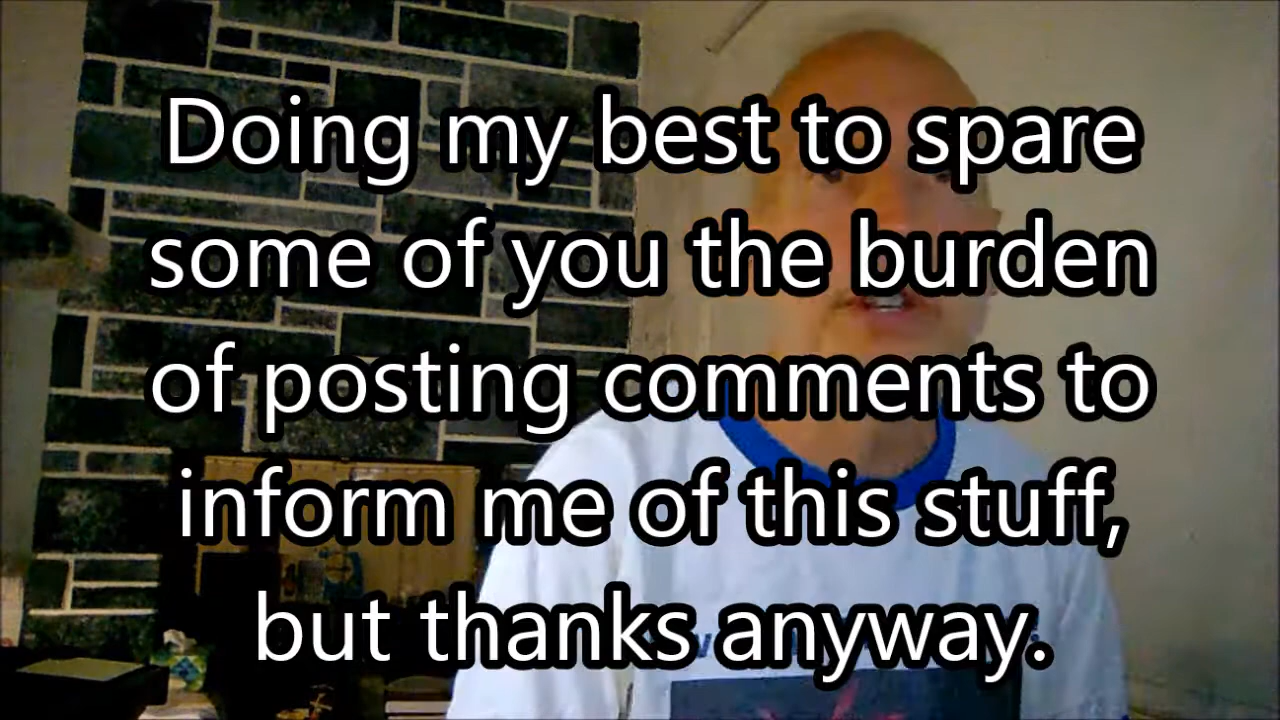 Doing my best to spare
some of you the burden
of posting comments to
inform me of this stuff,
but thanks anyway.